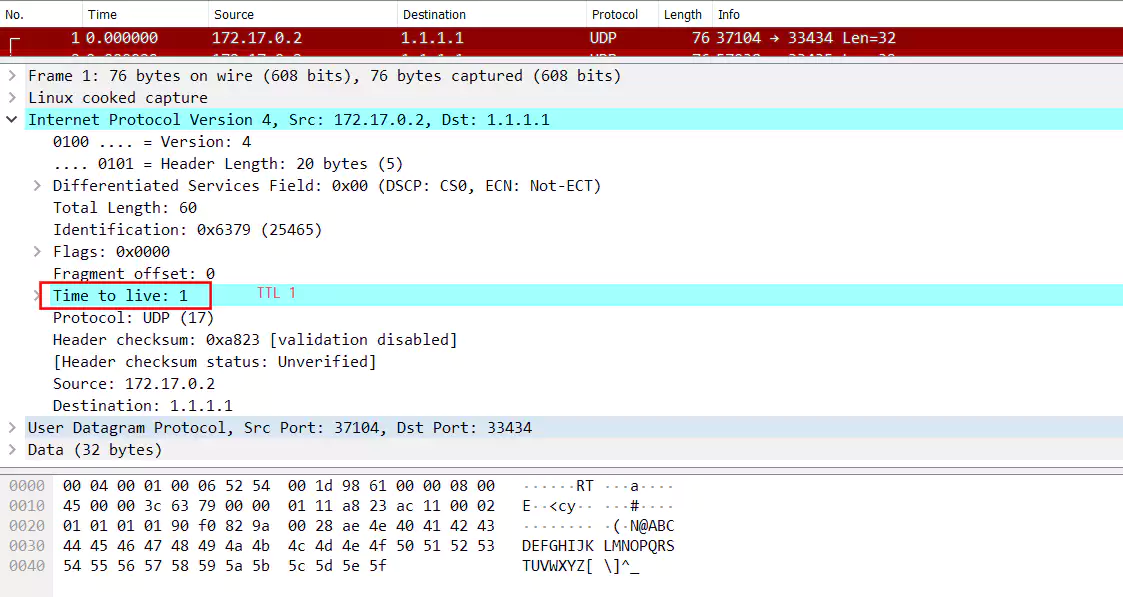 No. Time Source Destination Protocol Length Info
1 0.000000 172.17.0.2 1.1.1.1 UDP 76 37104 → 33434 Len=32
Frame 1: 76 bytes on wire (608 bits), 76 bytes captured (608 bits)
Linux cooked capture
Internet Protocol Version 4, Src: 172.17.0.2, Dst: 1.1.1.1
0100 .... = Version: 4
.... 0101 = Header Length: 20 bytes (5)
Differentiated Services Field: 0x00 (DSCP: CS0, ECN: Not-ECT)
Total Length: 60
Identification: 0x6379 (25465)
Flags: 0x0000
Fragment offset: 0
Time to live: 1 TTL 1
Protocol: UDP (17)
Header checksum: 0xa823 [validation disabled]
[Header checksum status: Unverified]
Source: 172.17.0.2
Destination: 1.1.1.1
User Datagram Protocol, Src Port: 37104, Dst Port: 33434
Data (32 bytes)
0000 00 04 00 01 00 06 52 54 00 1d 98 61 00 00 08 00 ······RT ···a····
0010 45 00 00 3c 63 79 00 00 01 11 a8 23 ac 11 00 02 E··<cy·· ···#····
0020 01 01 01 01 90 f0 82 9a 00 28 ae 4e 40 41 42 43 ········ ·(·N@ABC
0030 44 45 46 47 48 49 4a 4b 4c 4d 4e 4f 50 51 52 53 DEFGHIJK LMNOPQRS
0040 54 55 56 57 58 59 5a 5b 5c 5d 5e 5f TUVWXYZ[ \]^_